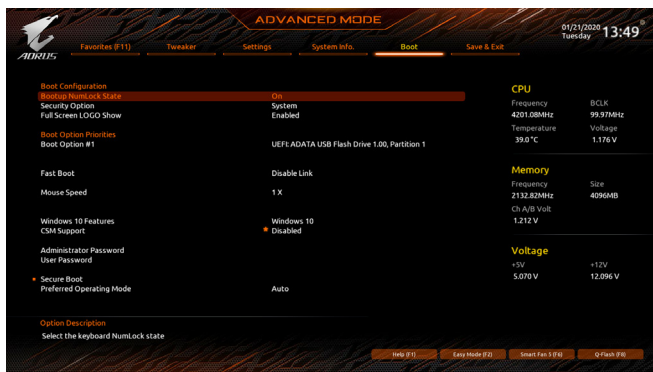 ADVANCED MODE
01/21/2020 Tuesday 13:49
AORUS
Favorites (F11) Tweaker Settings System Info. Boot Save & Exit
Boot Configuration
Bootup NumLock State On
Security Option System
Full Screen LOGO Show Enabled
Boot Option Priorities
Boot Option #1 UEFI: ADATA USB Flash Drive 1.00, Partition 1
Fast Boot Disable Link
Mouse Speed 1 X
Windows 10 Features Windows 10
CSM Support Disabled
Administrator Password
User Password
Secure Boot
Preferred Operating Mode Auto
CPU
Frequency BCLK
4201.08MHz 99.97MHz
Temperature Voltage
39.0 °C 1.176 V
Memory
Frequency Size
2132.82MHz 4096MB
Ch A/B Volt
1.212 V
Voltage
+5V +12V
5.070 V 12.096 V
Option Description
Select the keyboard NumLock state
Help (F1) Easy Mode (F2) Smart Fan 5 (F6) Q-Flash (F8)